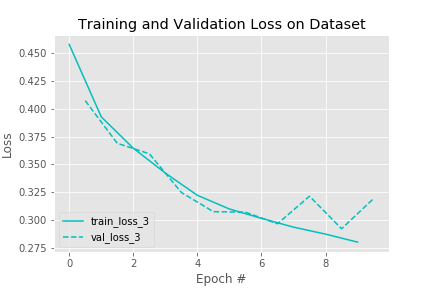 Training and Validation Loss on Dataset
0.450
0.425
0.400
0.375
0.350
0.325
0.300
0.275
Loss
train_loss_3
val_loss_3
0 2 4 6 8
Epoch #